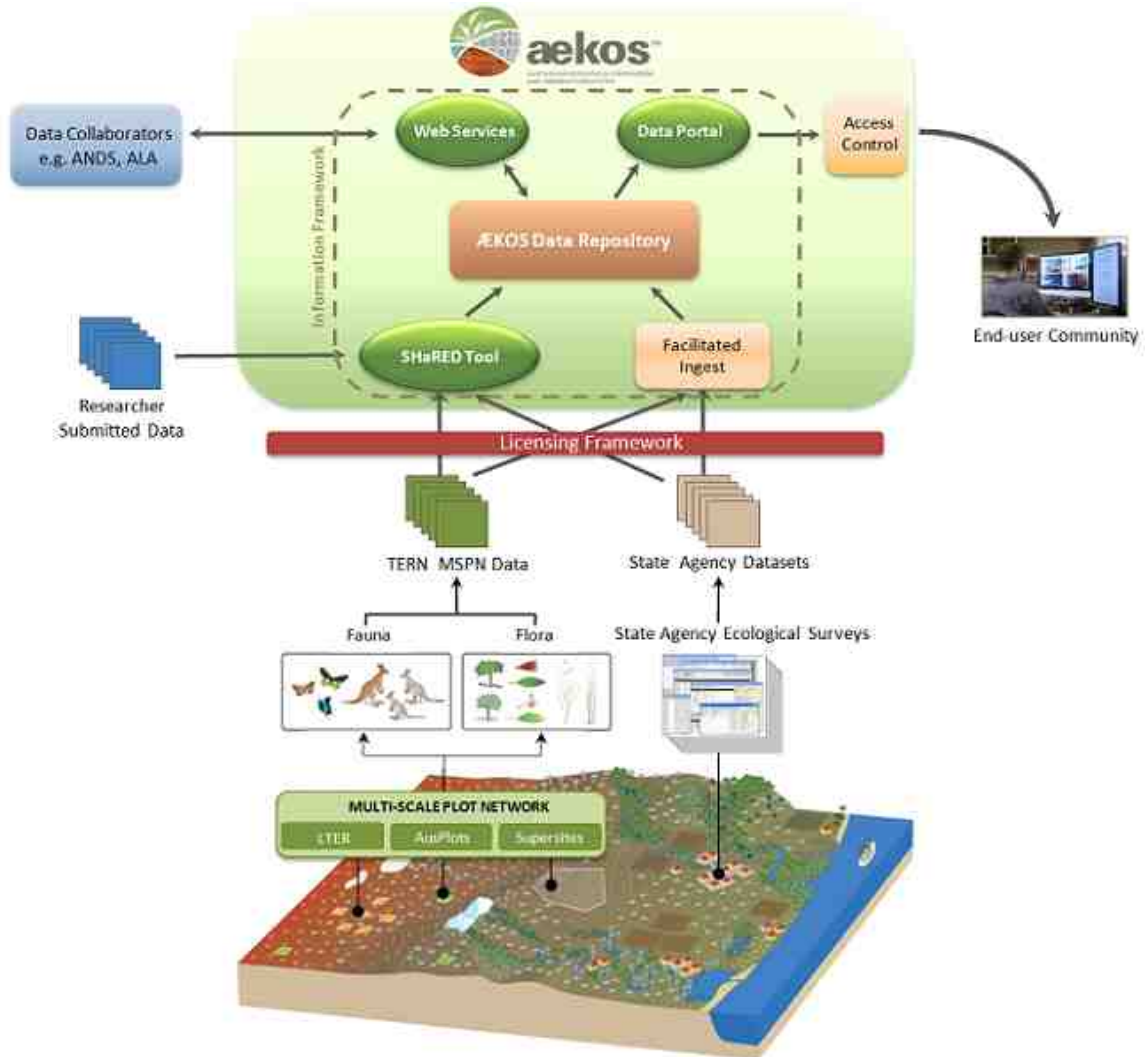 aekos™
Data Collaborators
e.g. ANDS, ALA
Web Services
Data Portal
Access
Control
Information Framework
ÆKOS Data Repository
End-user Community
SHaRED Tool
Facilitated
Ingest
Researcher
Submitted Data
Licensing Framework
TERN MSPN Data
State Agency Datasets
Fauna
Flora
State Agency Ecological Surveys
MULTI-SCALE PLOT NETWORK
LTER
AusPlots
Supersites